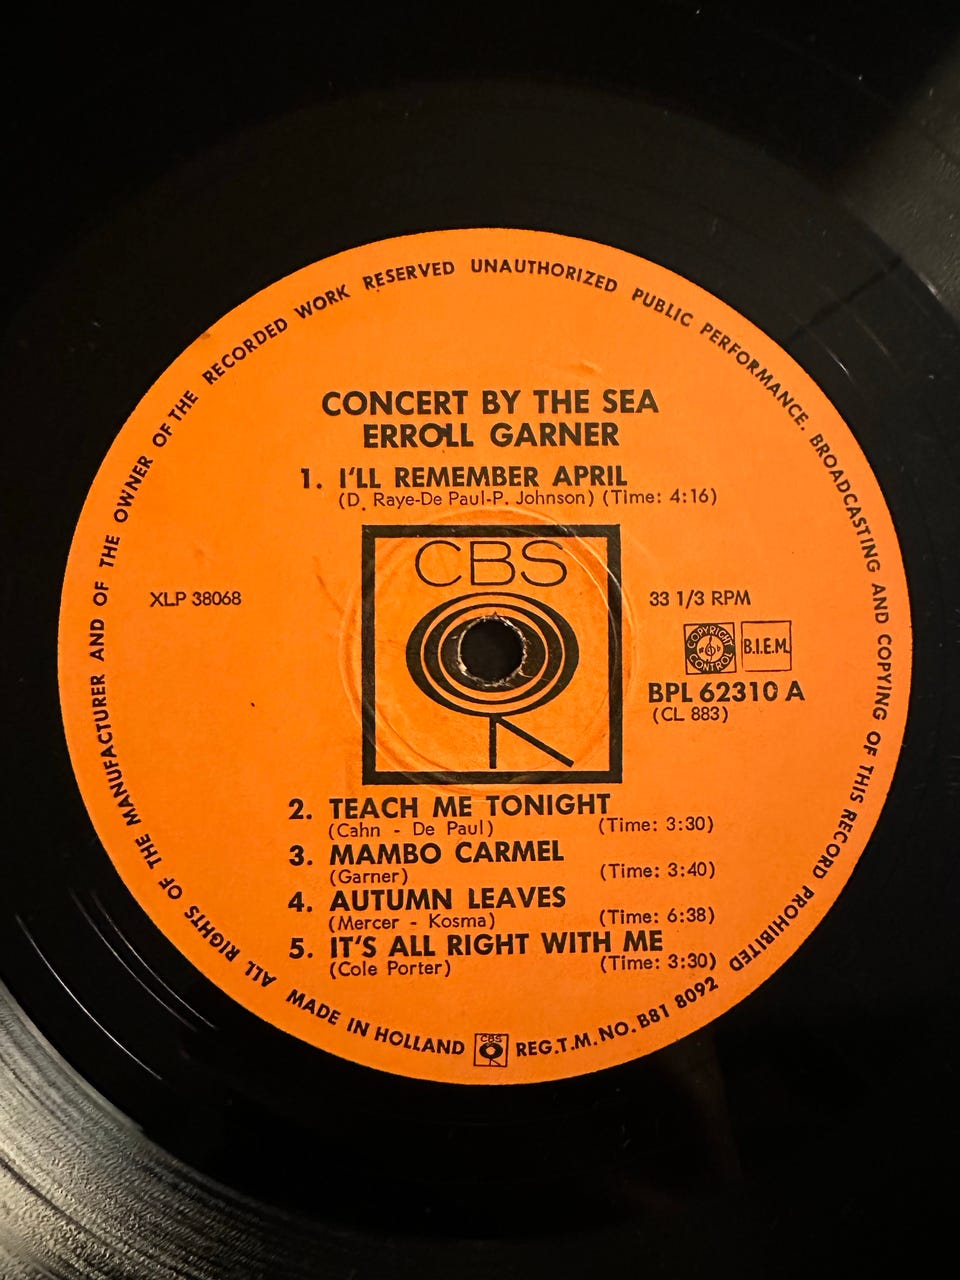 ALL RIGHTS OF THE MANUFACTURER AND OF THE OWNER OF THE RECORDED WORK RESERVED UNAUTHORIZED PUBLIC PERFORMANCE. BROADCASTING AND COPYING OF THIS RECORD PROHIBITED
CONCERT BY THE SEA
ERROLL GARNER
1. I'LL REMEMBER APRIL
(D. Raye-De Paul-P. Johnson) (Time: 4:16)
CBS
XLP 38068
33 1/3 RPM
COPYRIGHT CONTROL
B.I.E.M.
BPL 62310 A
(CL 883)
2. TEACH ME TONIGHT
(Cahn - De Paul) (Time: 3:30)
3. MAMBO CARMEL
(Garner) (Time: 3:40)
4. AUTUMN LEAVES
(Mercer - Kosma) (Time: 6:38)
5. IT'S ALL RIGHT WITH ME
(Cole Porter) (Time: 3:30)
MADE IN HOLLAND CBS REG.T.M.NO. B81 8092